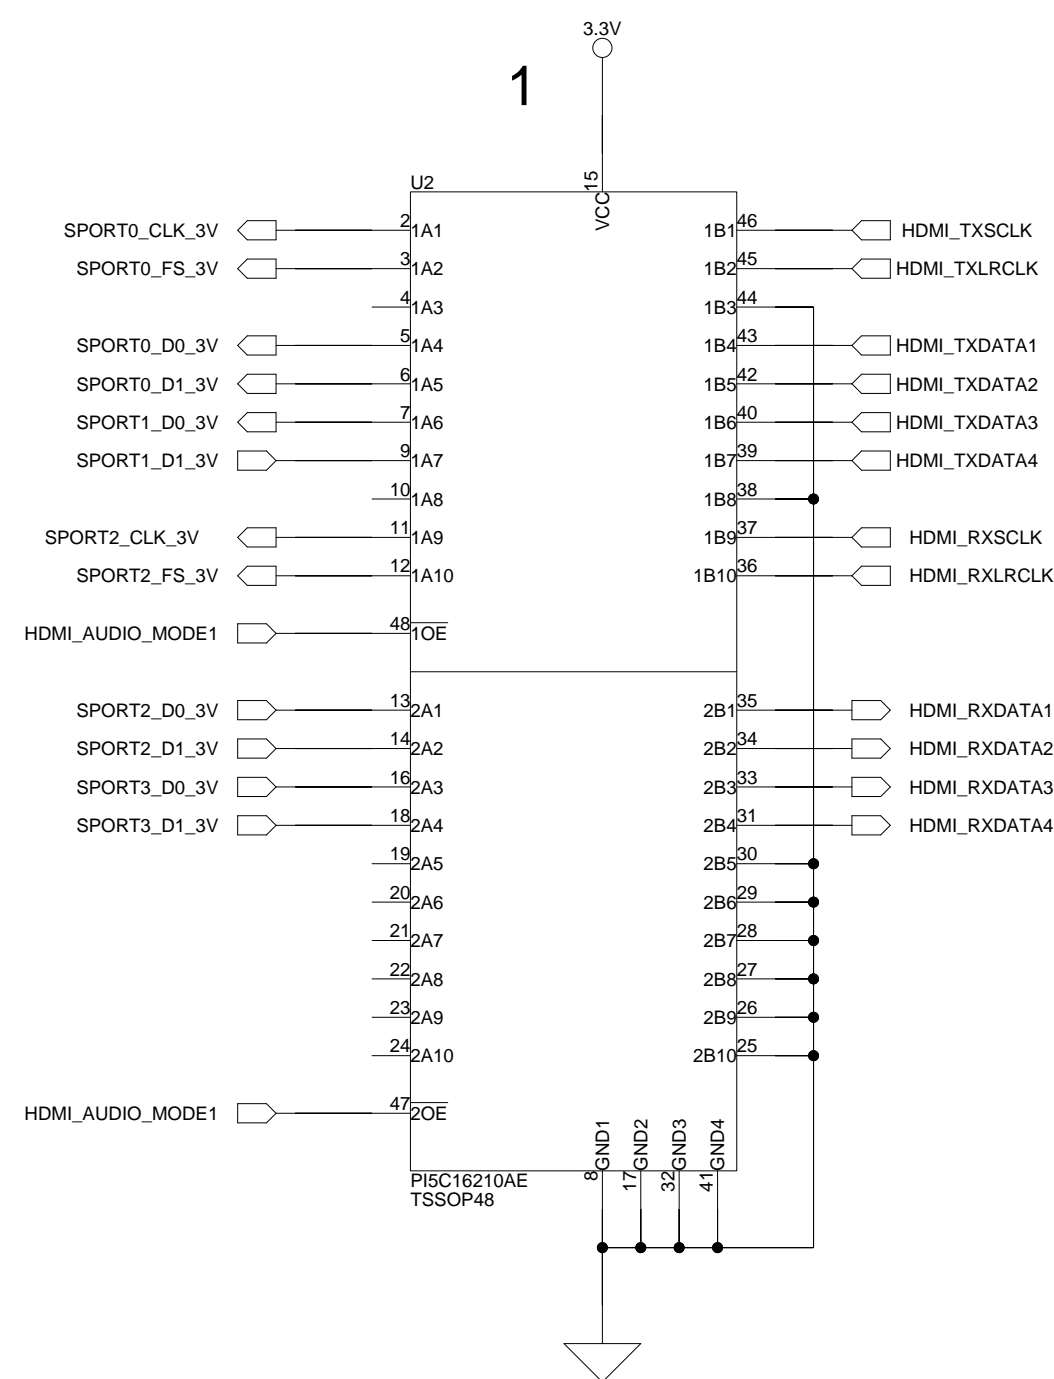 3.3V
1
U2
15
VCC
SPORT0_CLK_3V 2 1A1 1B1 46 HDMI_TXSCLK
SPORT0_FS_3V 3 1A2 1B2 45 HDMI_TXLRCLK
4 1A3 1B3 44
SPORT0_D0_3V 5 1A4 1B4 43 HDMI_TXDATA1
SPORT0_D1_3V 6 1A5 1B5 42 HDMI_TXDATA2
SPORT1_D0_3V 7 1A6 1B6 40 HDMI_TXDATA3
SPORT1_D1_3V 9 1A7 1B7 39 HDMI_TXDATA4
10 1A8 1B8 38
SPORT2_CLK_3V 11 1A9 1B9 37 HDMI_RXSCLK
SPORT2_FS_3V 12 1A10 1B10 36 HDMI_RXLRCLK
HDMI_AUDIO_MODE1 48 1OE
SPORT2_D0_3V 13 2A1 2B1 35 HDMI_RXDATA1
SPORT2_D1_3V 14 2A2 2B2 34 HDMI_RXDATA2
SPORT3_D0_3V 16 2A3 2B3 33 HDMI_RXDATA3
SPORT3_D1_3V 18 2A4 2B4 31 HDMI_RXDATA4
19 2A5 2B5 30
20 2A6 2B6 29
21 2A7 2B7 28
22 2A8 2B8 27
23 2A9 2B9 26
24 2A10 2B10 25
HDMI_AUDIO_MODE1 47 2OE
GND1 GND2 GND3 GND4
8 17 32 41
PI5C16210AE
TSSOP48